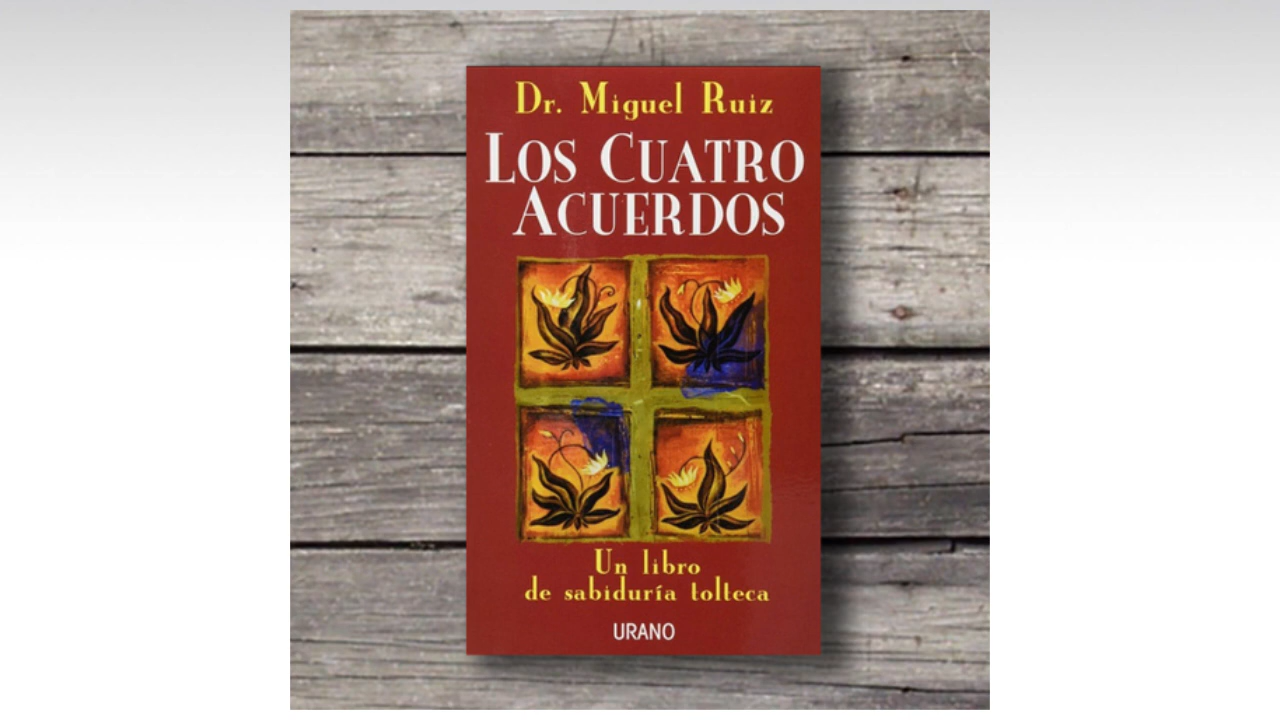 Dr. Miguel Ruiz
LOS CUATRO
ACUERDOS
Un libro
de sabiduría tolteca
URANO